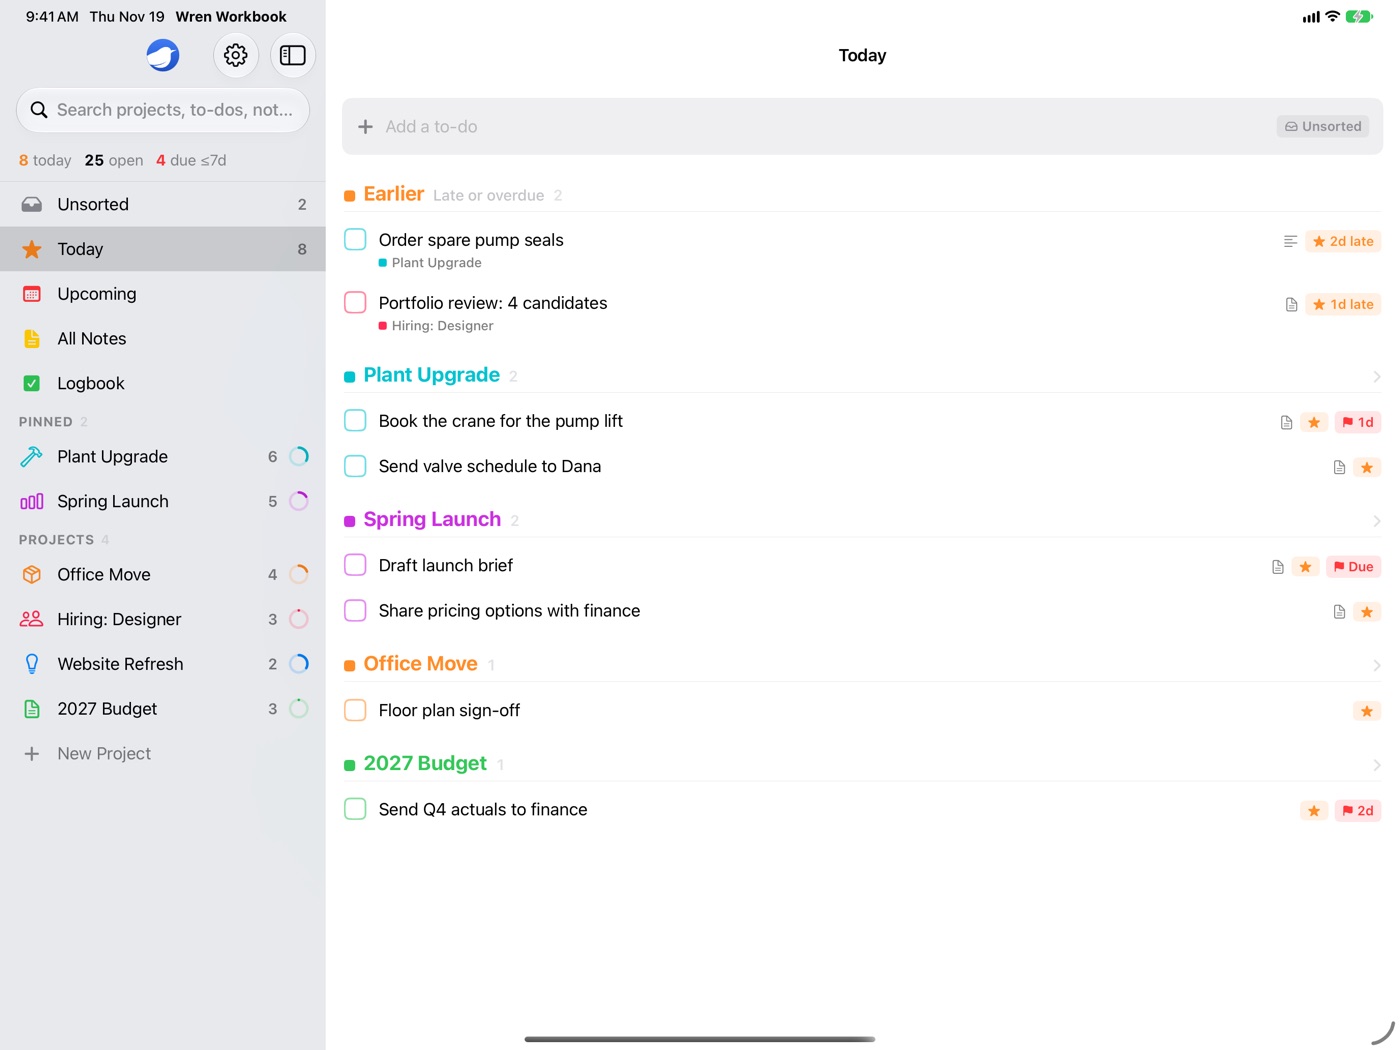 9:41 AM Thu Nov 19 Wren Workbook
Search projects, to-dos, not...
8 today 25 open 4 due ≤7d
Unsorted 2
Today 8
Upcoming
All Notes
Logbook
PINNED 2
Plant Upgrade 6
Spring Launch 5
PROJECTS 4
Office Move 4
Hiring: Designer 3
Website Refresh 2
2027 Budget 3
New Project
Today
Add a to-do Unsorted
Earlier Late or overdue 2
Order spare pump seals 2d late
Plant Upgrade
Portfolio review: 4 candidates 1d late
Hiring: Designer
Plant Upgrade 2
Book the crane for the pump lift 1d
Send valve schedule to Dana
Spring Launch 2
Draft launch brief Due
Share pricing options with finance
Office Move 1
Floor plan sign-off
2027 Budget 1
Send Q4 actuals to finance 2d